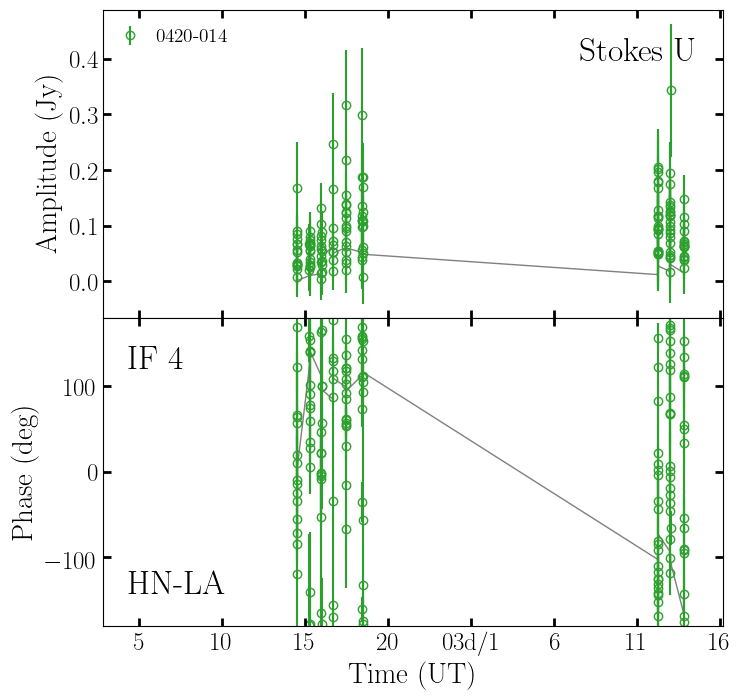 0420-014
Stokes U
0.4
0.3
0.2
0.1
0.0
Amplitude (Jy)
IF 4
100
0
−100
Phase (deg)
HN-LA
5 10 15 20 03d/1 6 11 16
Time (UT)